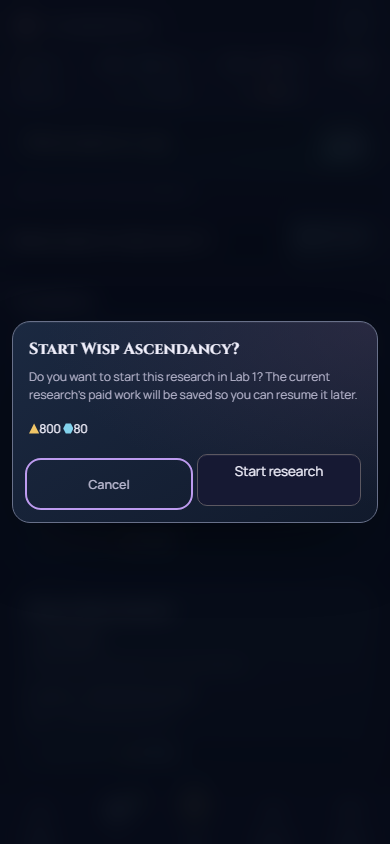 Start Wisp Ascendancy?
Do you want to start this research in Lab 1? The current
research's paid work will be saved so you can resume it later.
800 80
Cancel
Start research